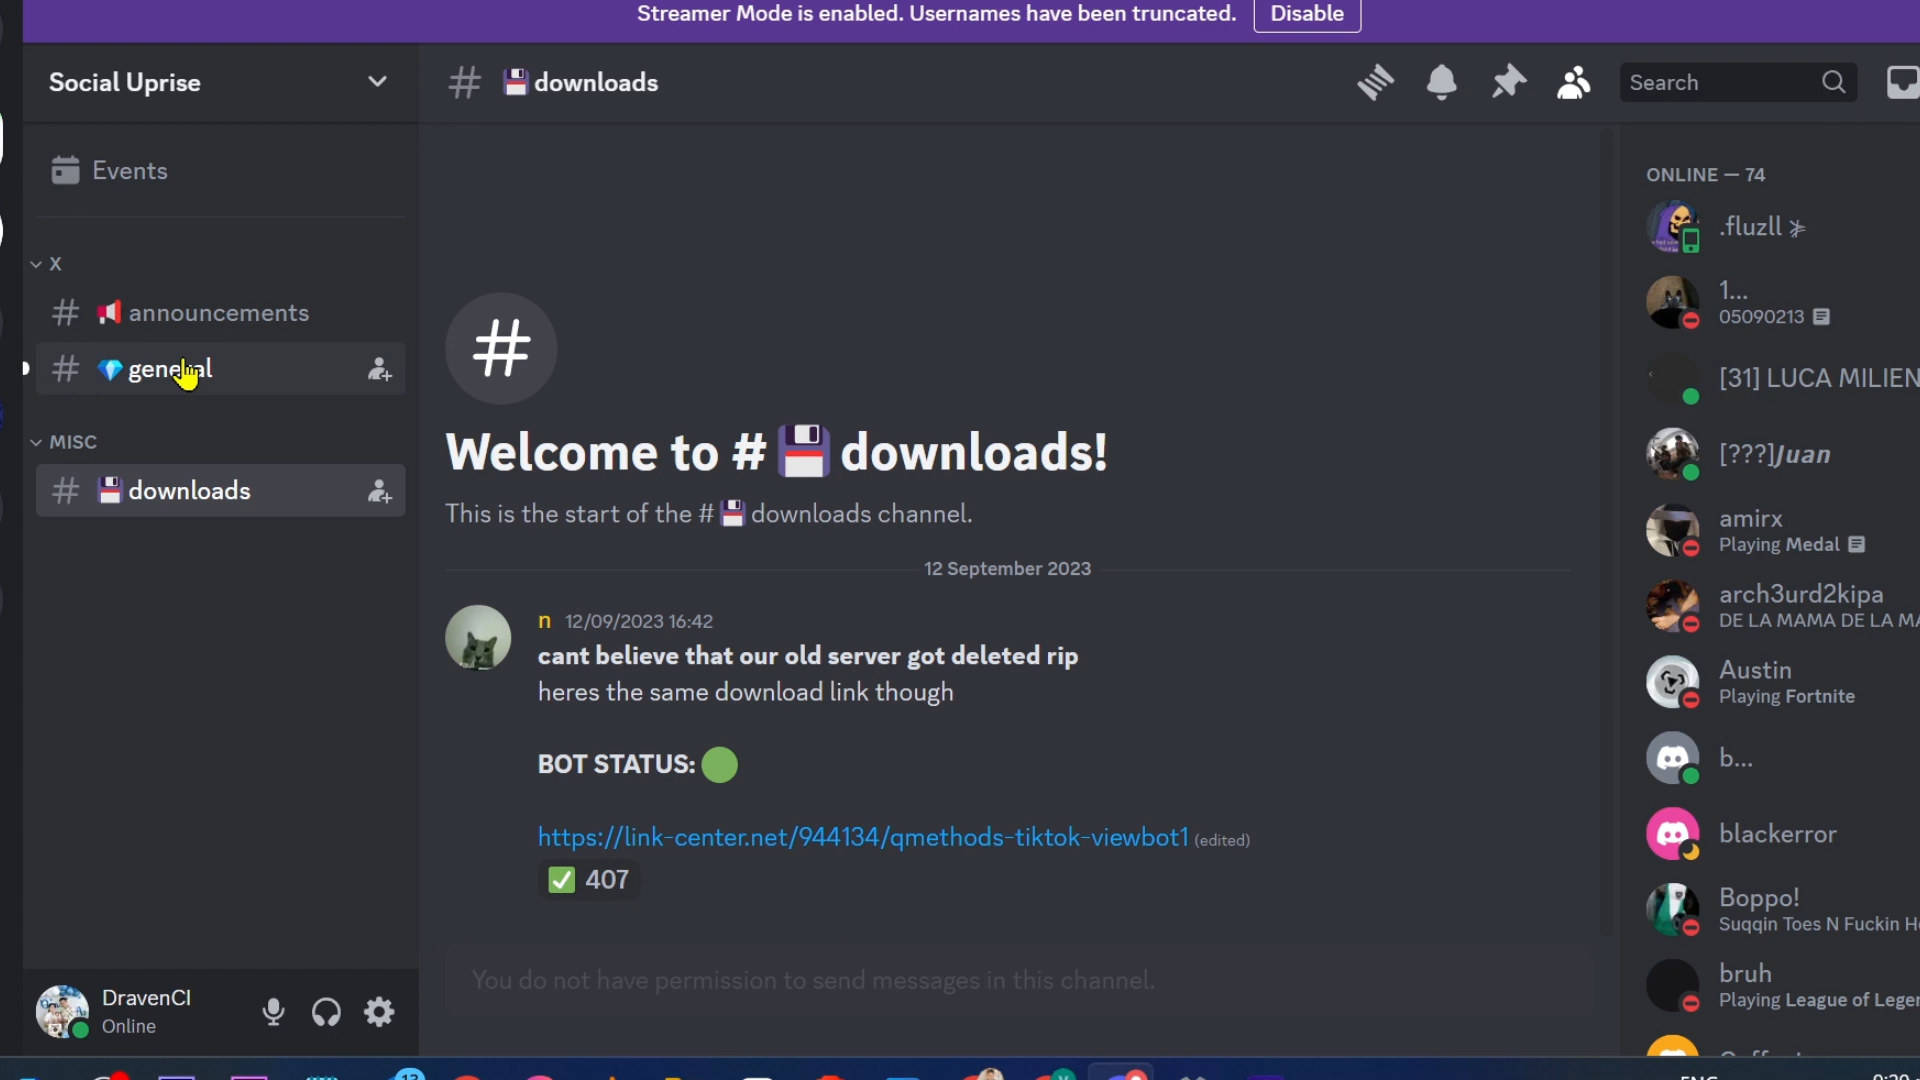 Streamer Mode is enabled. Usernames have been truncated. Disable
Social Uprise
# 💾 downloads
Search
Events
X
# 📢 announcements
# 💎 general
MISC
# 💾 downloads
#
Welcome to # 💾 downloads!
This is the start of the # 💾 downloads channel.
12 September 2023
n 12/09/2023 16:42
cant believe that our old server got deleted rip
heres the same download link though
BOT STATUS: 🟢
https://link-center.net/944134/qmethods-tiktok-viewbot1 (edited)
✅ 407
You do not have permission to send messages in this channel.
DravenCl
Online
ONLINE — 74
.fluzll
1...
05090213
[31] LUCA MILIEN
[???]Juan
amirx
Playing Medal
arch3urd2kipa
DE LA MAMA DE LA MA
Austin
Playing Fortnite
b...
blackerror
Boppo!
Suqqin Toes N Fuckin H
bruh
Playing League of Leger
13